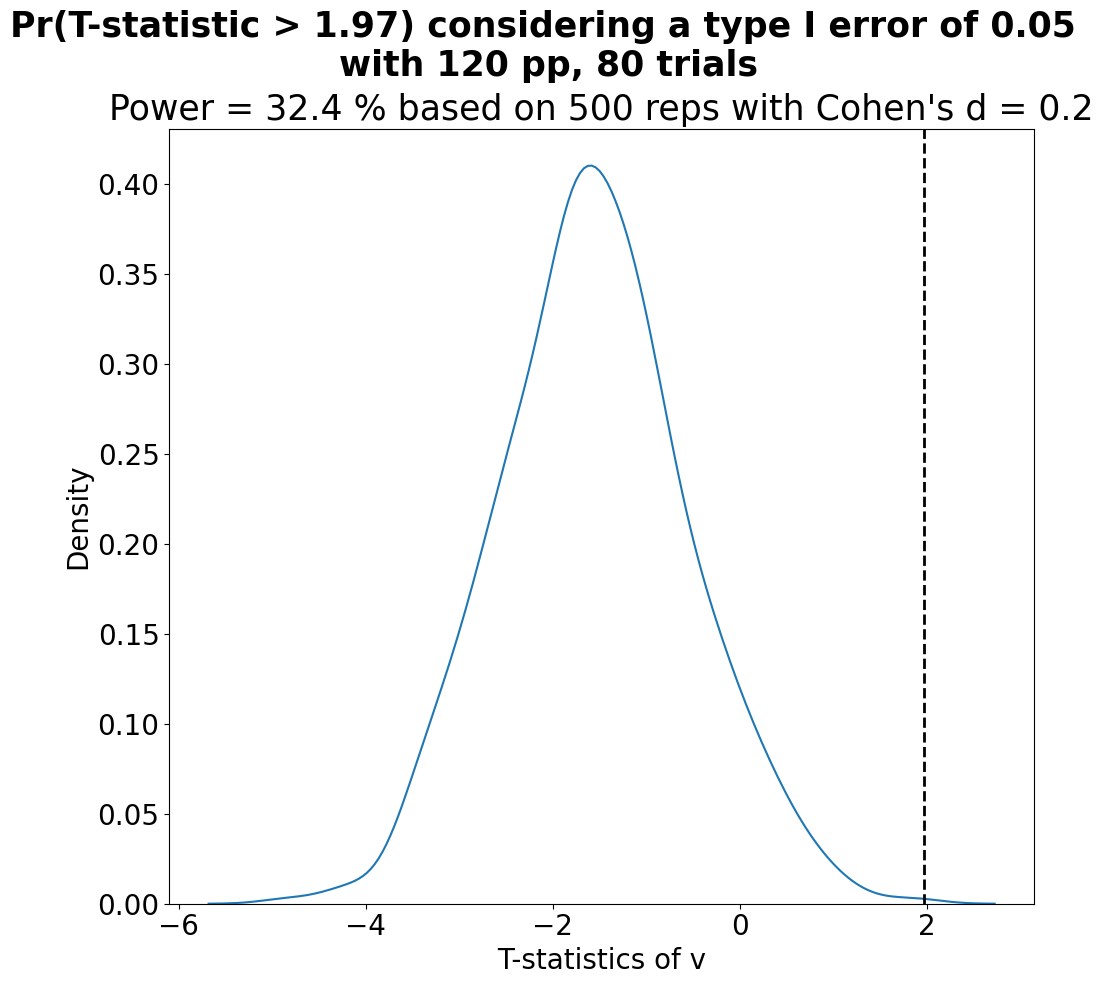 Pr(T-statistic > 1.97) considering a type I error of 0.05
with 120 pp, 80 trials
Power = 32.4 % based on 500 reps with Cohen's d = 0.2
0.40
0.35
0.30
0.25
0.20
0.15
0.10
0.05
0.00
Density
−6
−4
−2
0
2
T-statistics of v